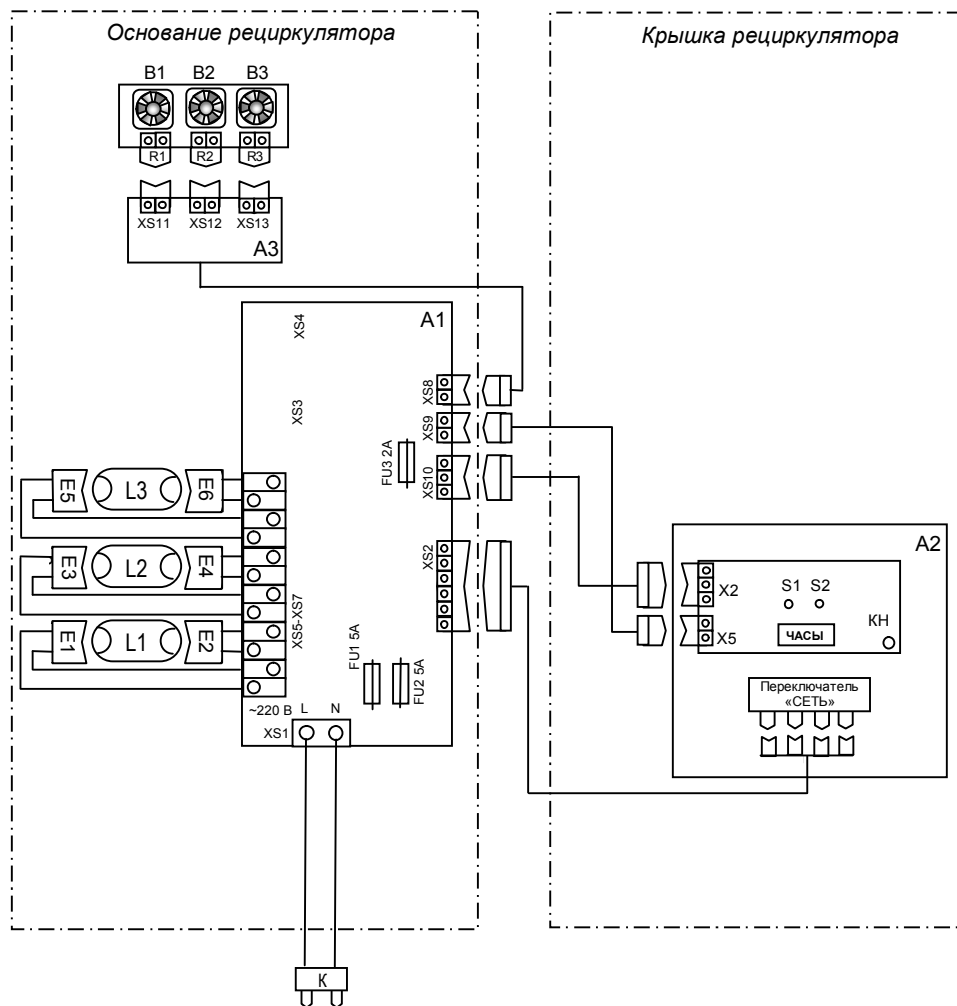 Основание рециркулятора
Крышка рециркулятора
B1 B2 B3
R1 R2 R3
XS11 XS12 XS13
A3
A1
XS4
XS3
XS8
XS9
XS10
FU3 2A
XS2
E5 L3 E6
E3 L2 E4
E1 L1 E2
XS5-XS7
FU1 5A
FU2 5A
~220 В L N
XS1
К
A2
X2
S1 S2
X5
ЧАСЫ
КН
Переключатель
«СЕТЬ»